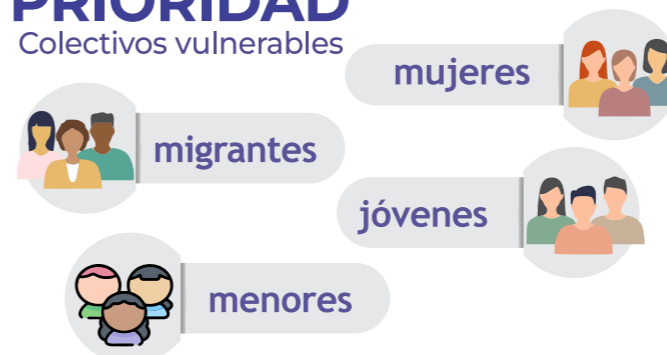 PRIORIDAD
Colectivos vulnerables
mujeres
migrantes
jóvenes
menores